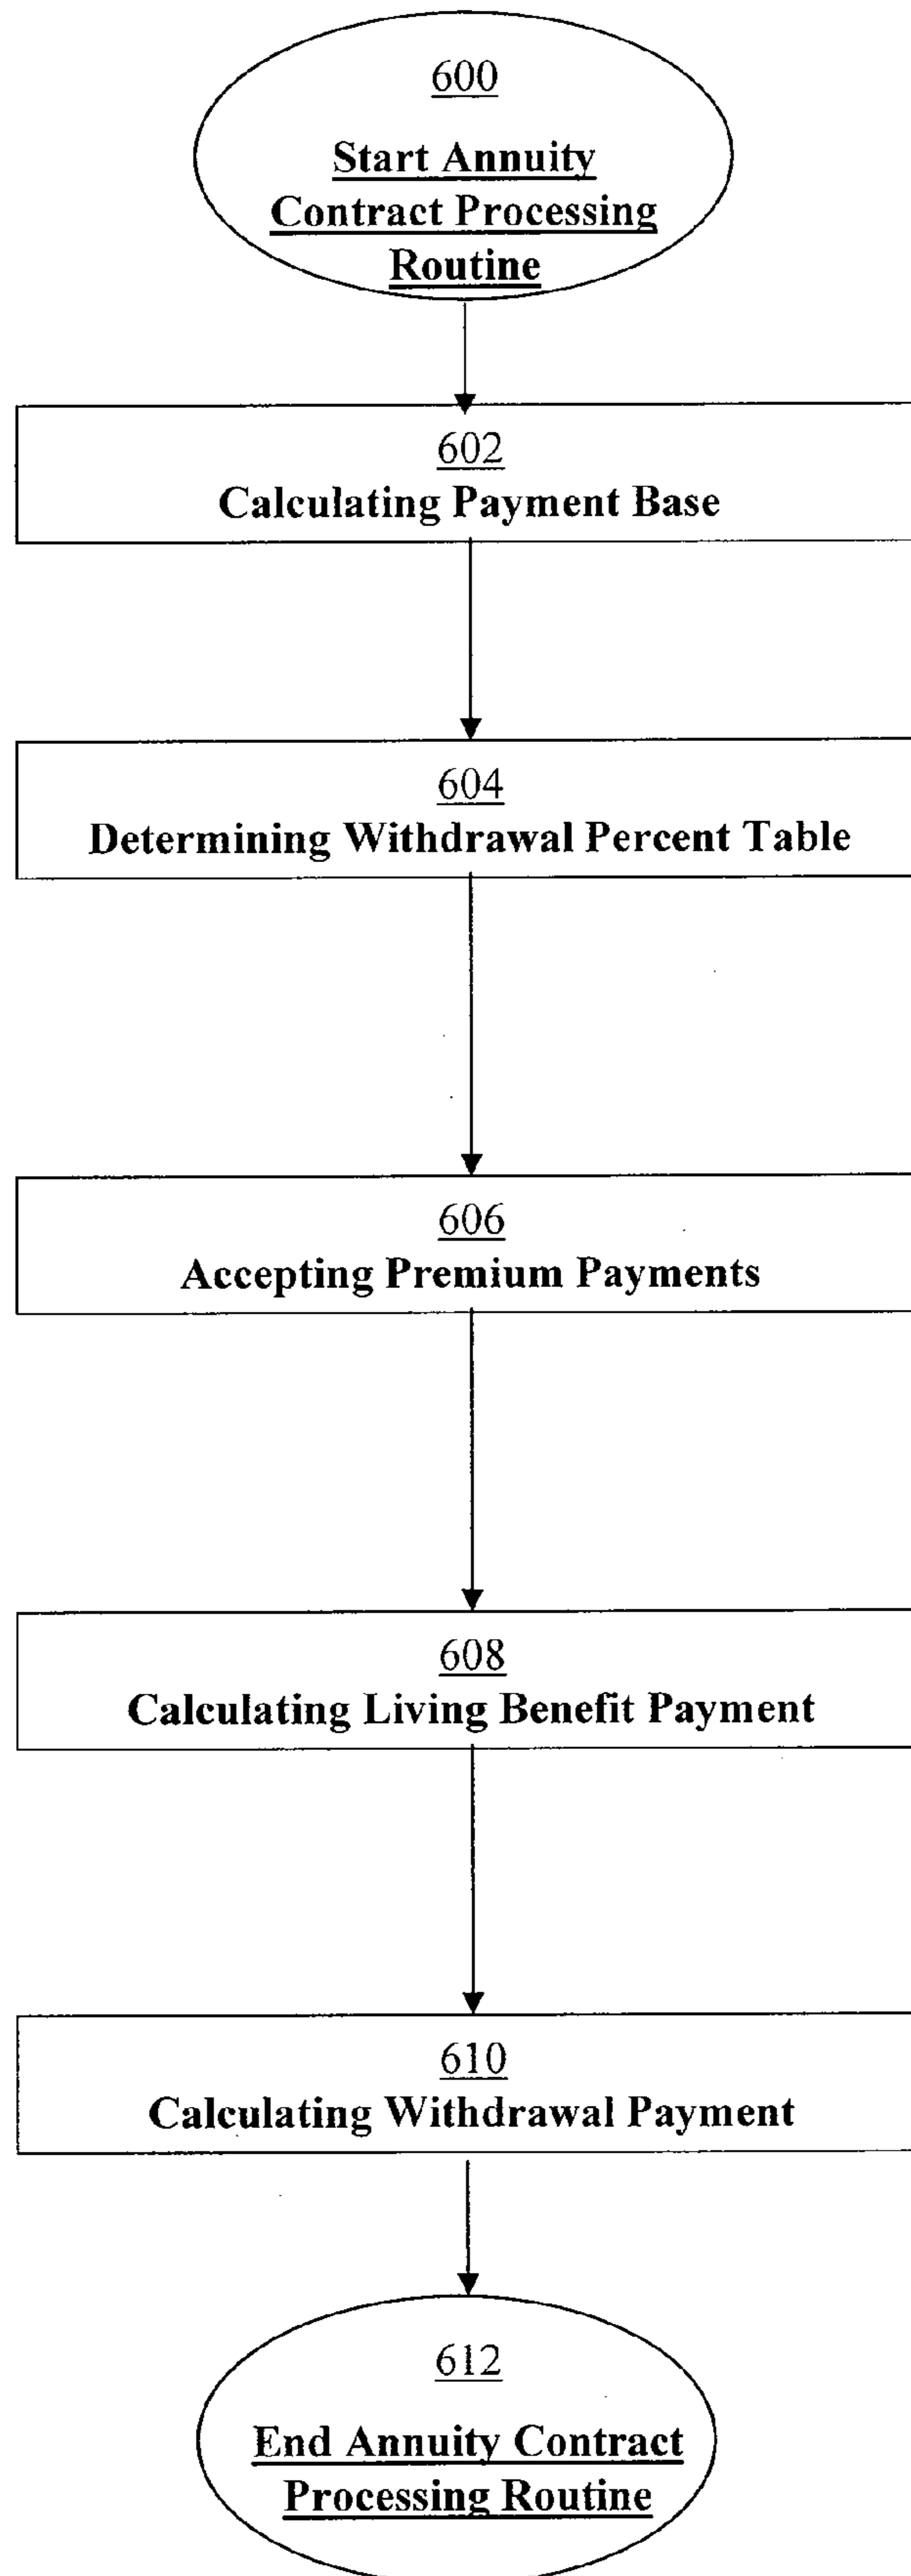 600
Start Annuity
Contract Processing
Routine
602
Calculating Payment Base
604
Determining Withdrawal Percent Table
606
Accepting Premium Payments
608
Calculating Living Benefit Payment
610
Calculating Withdrawal Payment
612
End Annuity Contract
Processing Routine